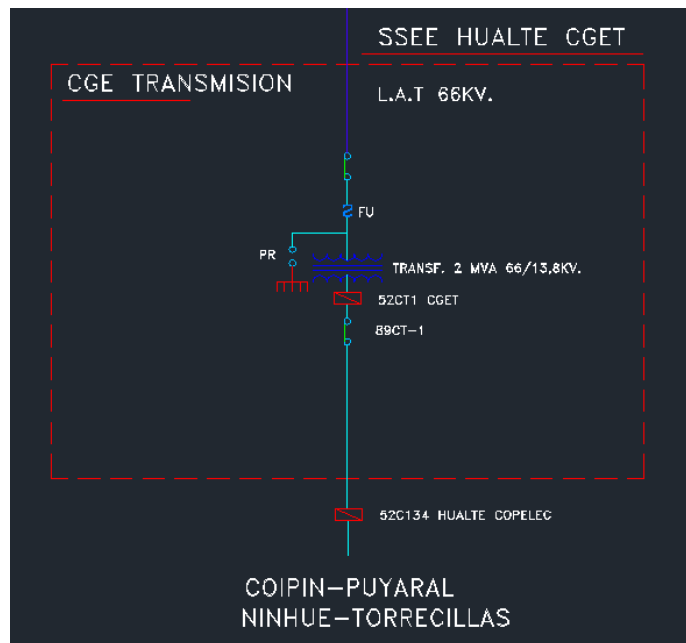 SSEE HUALTE CGET
CGE TRANSMISION
L.A.T 66KV.
FU
PR
TRANSF. 2 MVA 66/13,8KV.
52CT1 CGET
89CT-1
52C134 HUALTE COPELEC
COIPIN-PUYARAL
NINHUE-TORRECILLAS